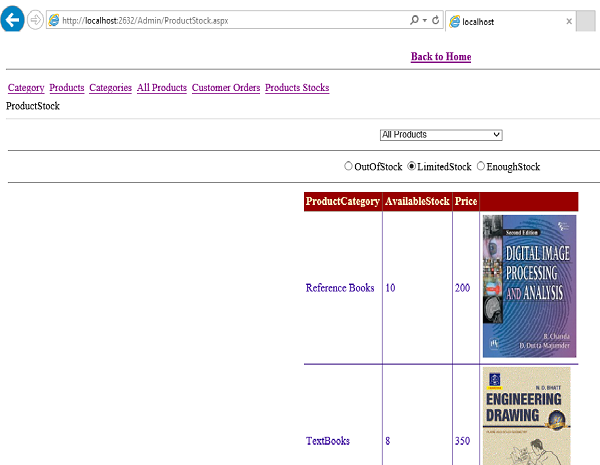 http://localhost:2632/Admin/ProductStock.aspx
localhost
Back to Home
Category Products Categories All Products Customer Orders Products Stocks
ProductStock
All Products
OutOfStock LimitedStock EnoughStock
ProductCategory AvailableStock Price
Second Edition
DIGITAL IMAGE
PROCESSING
AND ANALYSIS
Reference Books 10 200
B. Chanda
D. Dutta Majumder
N. D. BHATT
ENGINEERING
DRAWING
TextBooks 8 350